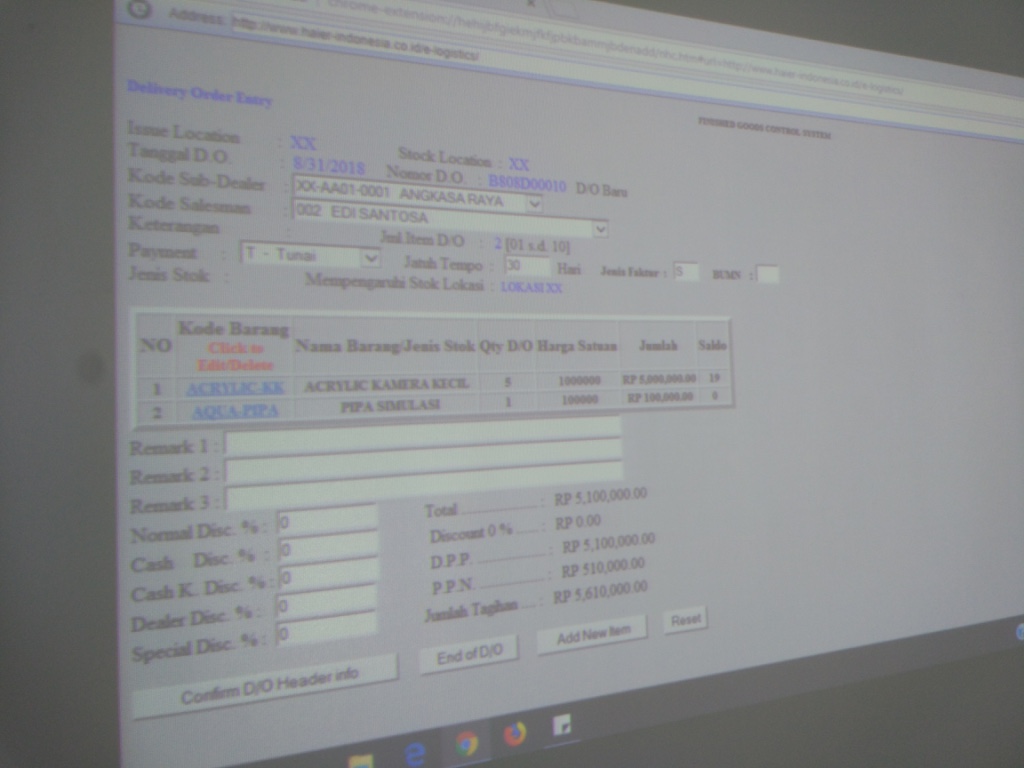 Address: http://www.haier-indonesia.co.id/e-logistics/
Delivery Order Entry
FINISHED GOODS CONTROL SYSTEM
Issue Location : XX Stock Location : XX
Tanggal D.O. : 8/31/2018 Nomor D.O. : B808D00010 D/O Baru
Kode Sub-Dealer : XX-AA01-0001 ANGKASA RAYA
Kode Salesman : 002 EDI SANTOSA
Keterangan : Jml.Item D/O : 2 [01 s.d. 10]
Payment : T - Tunai Jatuh Tempo : 30 Hari Jenis Faktur : S BUMN :
Jenis Stok : Mempengaruhi Stok Lokasi : LOKASI XX
NO Kode Barang Click to Edit/Delete Nama Barang/Jenis Stok Qty D/O Harga Satuan Jumlah Saldo
1 ACRYLIC-KK ACRYLIC KAMERA KECIL 5 1000000 RP 5,000,000.00 19
2 AQUA-PIPA PIPA SIMULASI 1 100000 RP 100,000.00 0
Remark 1 :
Remark 2 :
Remark 3 :
Normal Disc. % : 0 Total .................... : RP 5,100,000.00
Cash Disc. % : 0 Discount 0 % ...... : RP 0.00
Cash K. Disc. % : 0 D.P.P. .................. : RP 5,100,000.00
Dealer Disc. % : 0 P.P.N. .................. : RP 510,000.00
Special Disc. % : 0 Jumlah Tagihan .... : RP 5,610,000.00
Confirm D/O Header info End of D/O Add New Item Reset